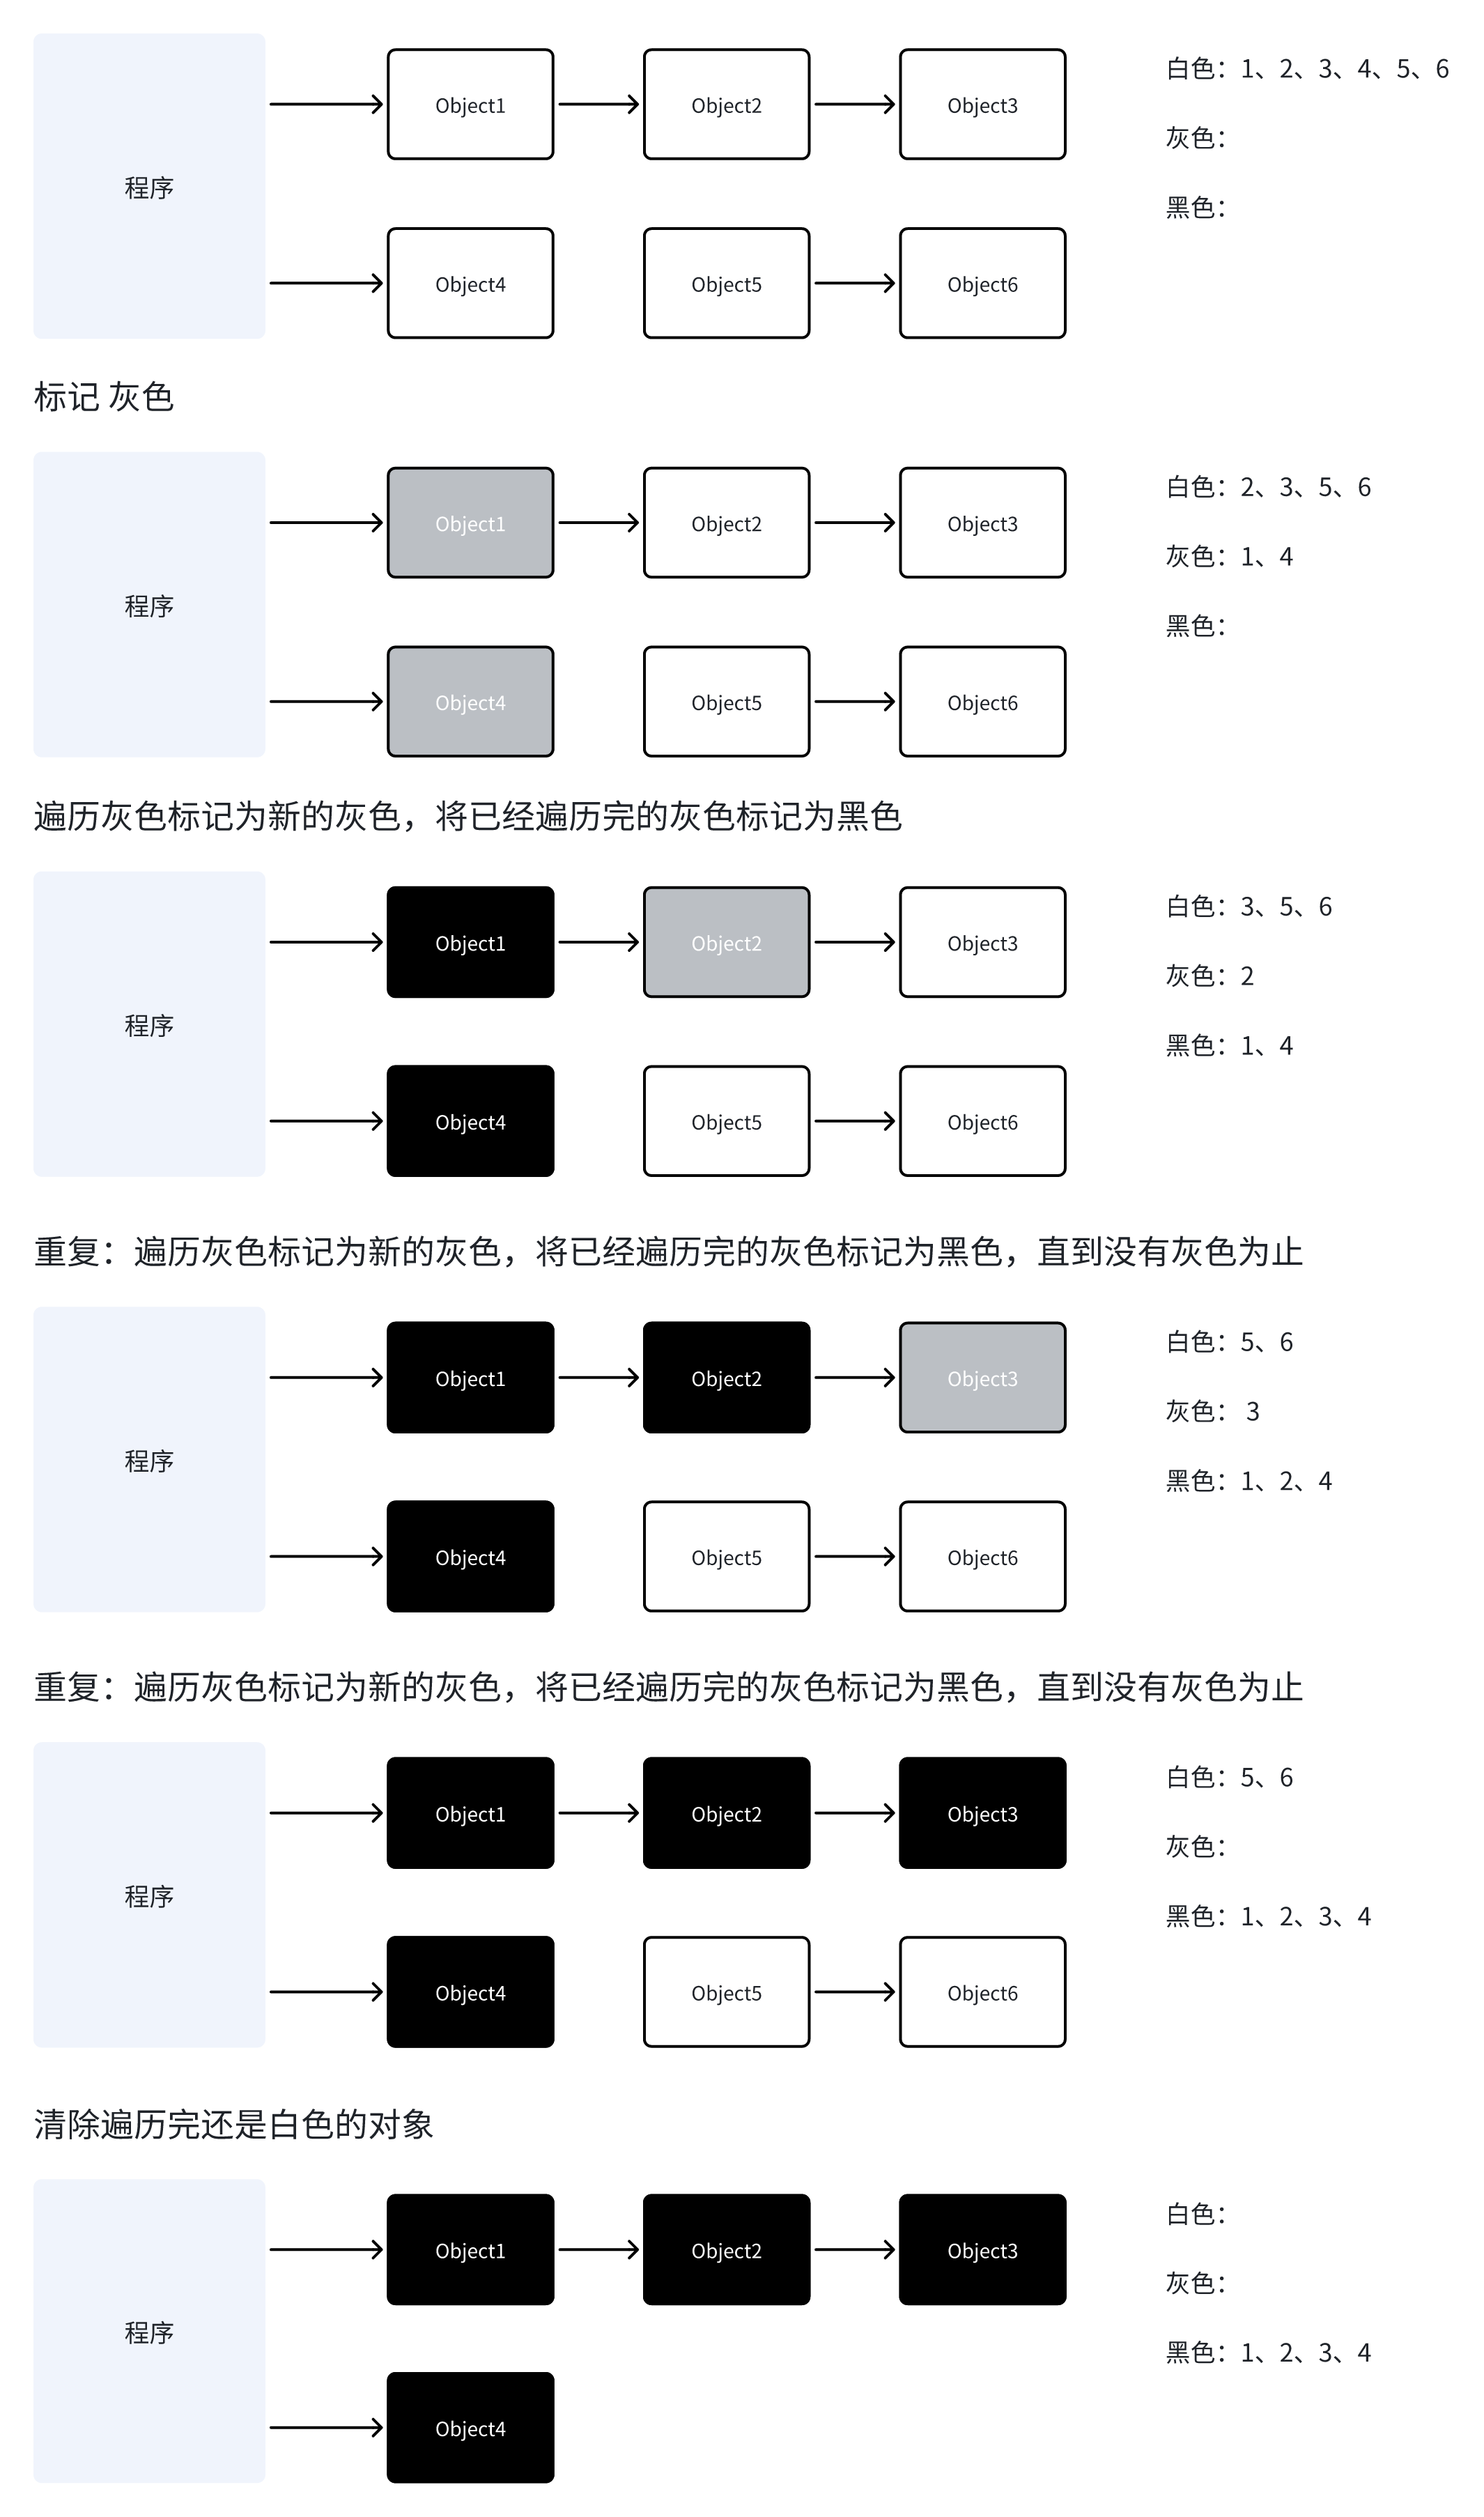 程序
Object1
Object2
Object3
Object4
Object5
Object6
白色：1、2、3、4、5、6
灰色：
黑色：
标记 灰色
程序
Object1
Object2
Object3
Object4
Object5
Object6
白色：2、3、5、6
灰色：1、4
黑色：
遍历灰色标记为新的灰色，将已经遍历完的灰色标记为黑色
程序
Object1
Object2
Object3
Object4
Object5
Object6
白色：3、5、6
灰色：2
黑色：1、4
重复：遍历灰色标记为新的灰色，将已经遍历完的灰色标记为黑色，直到没有灰色为止
程序
Object1
Object2
Object3
Object4
Object5
Object6
白色：5、6
灰色： 3
黑色：1、2、4
重复：遍历灰色标记为新的灰色，将已经遍历完的灰色标记为黑色，直到没有灰色为止
程序
Object1
Object2
Object3
Object4
Object5
Object6
白色：5、6
灰色：
黑色：1、2、3、4
清除遍历完还是白色的对象
程序
Object1
Object2
Object3
Object4
白色：
灰色：
黑色：1、2、3、4